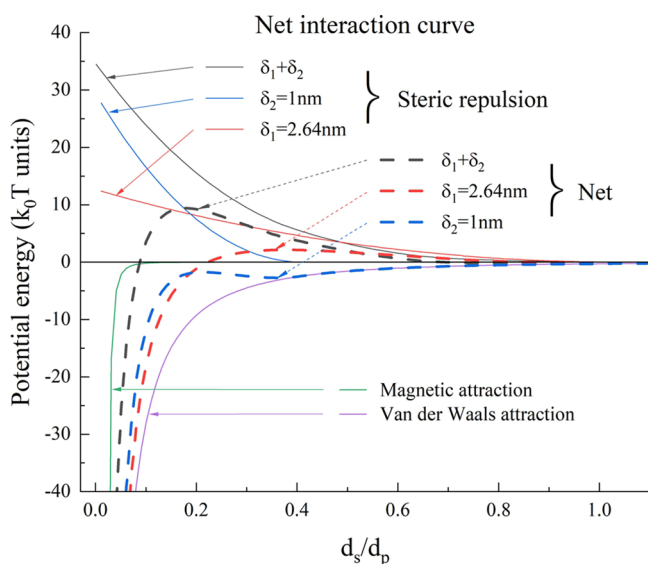 Net interaction curve
δ₁+δ₂
δ₂=1nm
δ₁=2.64nm
Steric repulsion
δ₁+δ₂
δ₁=2.64nm
δ₂=1nm
Net
Magnetic attraction
Van der Waals attraction
Potential energy (k₀T units)
40
30
20
10
0
-10
-20
-30
-40
0.0 0.2 0.4 0.6 0.8 1.0
dₛ/dₚ